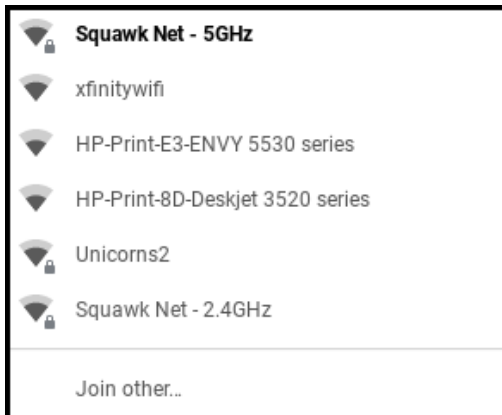 Squawk Net - 5GHz
xfinitywifi
HP-Print-E3-ENVY 5530 series
HP-Print-8D-Deskjet 3520 series
Unicorns2
Squawk Net - 2.4GHz
Join other...